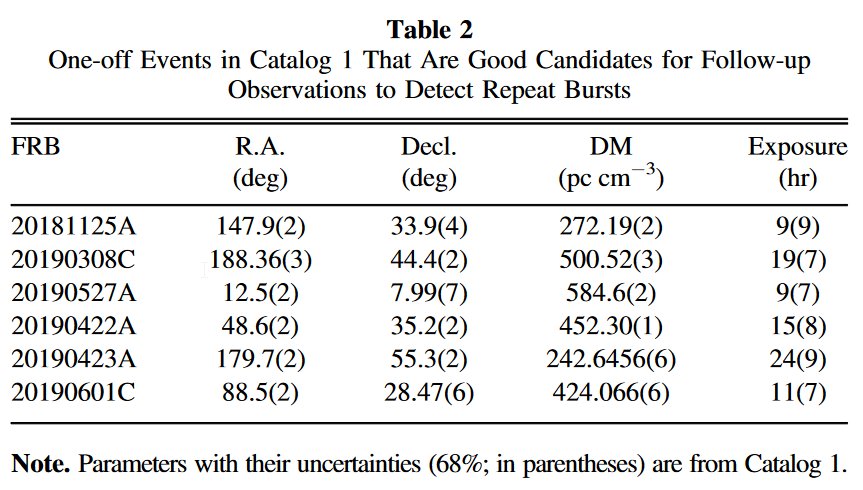 Table 2
One-off Events in Catalog 1 That Are Good Candidates for Follow-up
Observations to Detect Repeat Bursts
FRB R.A. Decl. DM Exposure
(deg) (deg) (pc cm−3) (hr)
20181125A 147.9(2) 33.9(4) 272.19(2) 9(9)
20190308C 188.36(3) 44.4(2) 500.52(3) 19(7)
20190527A 12.5(2) 7.99(7) 584.6(2) 9(7)
20190422A 48.6(2) 35.2(2) 452.30(1) 15(8)
20190423A 179.7(2) 55.3(2) 242.6456(6) 24(9)
20190601C 88.5(2) 28.47(6) 424.066(6) 11(7)
Note. Parameters with their uncertainties (68%; in parentheses) are from Catalog 1.